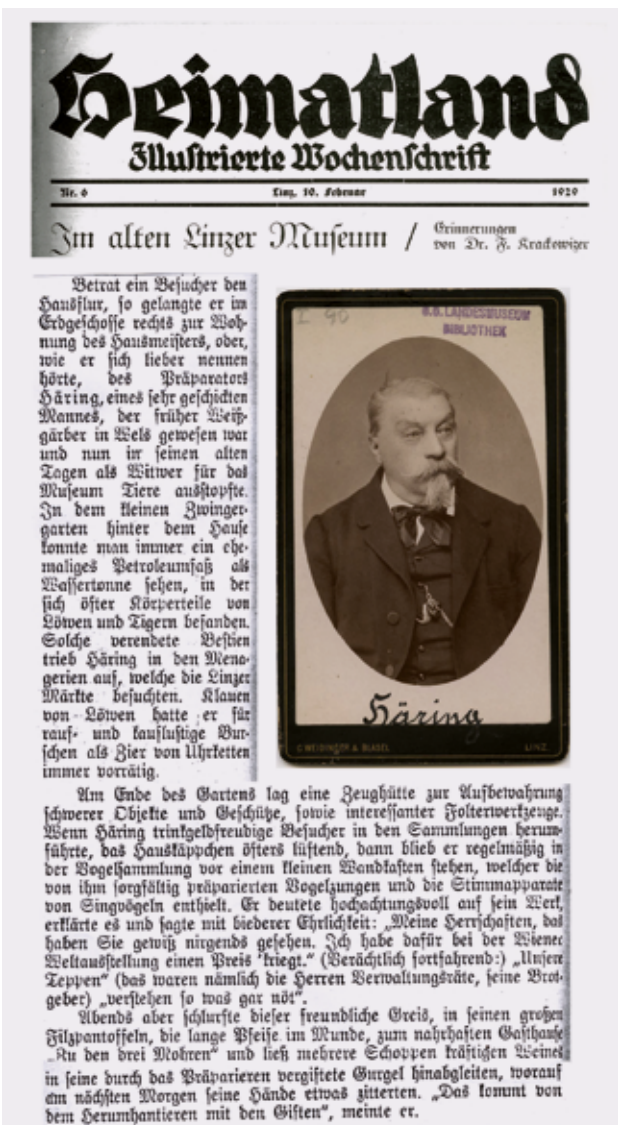 Heimatland
Illustrierte Wochenschrift
Nr. 6 Linz, 10. Februar 1929
Im alten Linzer Museum / Erinnerungen
von Dr. F. Krackowizer
Betrat ein Besucher den
Hausflur, so gelangte er im
Erdgeschosse rechts zur Woh-
nung des Hausmeisters, oder,
wie er sich lieber nennen
hörte, des Präparators
Häring, eines sehr geschickten
Mannes, der früher Weiß-
gärber in Wels gewesen war
und nun in seinen alten
Tagen als Witwer für das
Museum Tiere ausstopfte.
In dem kleinen Zwinger-
garten hinter dem Hause
konnte man immer ein ehe-
maliges Petroleumfaß als
Wassertonne sehen, in der
sich öfter Körperteile von
Löwen und Tigern befanden.
Solche verendete Bestien
trieb Häring in den Mena-
gerien auf, welche die Linzer
Märkte besuchten. Klauen
von Löwen hatte er für
rauf- und kauflustige Bur-
schen als Zier von Uhrketten
immer vorrätig.
I 90
O.Ö. LANDESMUSEUM
BIBLIOTHEK
Häring
C. WEIDINGER & BLASEL LINZ.
Am Ende des Gartens lag eine Zeughütte zur Aufbewahrung
schwerer Objekte und Geschütze, sowie interessanter Folterwerkzeuge.
Wenn Häring trinkgeldfreudige Besucher in den Sammlungen herum-
führte, das Hauskäppchen öfters lüftend, dann blieb er regelmäßig in
der Vogelsammlung vor einem kleinen Wandkasten stehen, welcher die
von ihm sorgfältig präparierten Vogelzungen und die Stimmapparate
von Singvögeln enthielt. Er deutete hochachtungsvoll auf sein Werk,
erklärte es und sagte mit biederer Ehrlichkeit: „Meine Herrschaften, das
haben Sie gewiß nirgends gesehen. Ich habe dafür bei der Wiener
Weltausstellung einen Preis 'kriegt.“ (Verächtlich fortfahrend:) „Unsere
Teppen“ (das waren nämlich die Herren Verwaltungsräte, seine Brot-
geber) „verstehen so was gar nöt“.
Abends aber schlurfte dieser freundliche Greis, in seinen großen
Filzpantoffeln, die lange Pfeife im Munde, zum nahrhaften Gasthause
„Zu den drei Mohren“ und ließ mehrere Schoppen kräftigen Weines
in seine durch das Präparieren vergiftete Gurgel hinabgleiten, worauf
am nächsten Morgen seine Hände etwas zitterten. „Das kommt von
dem Herumhantieren mit den Giften“, meinte er.